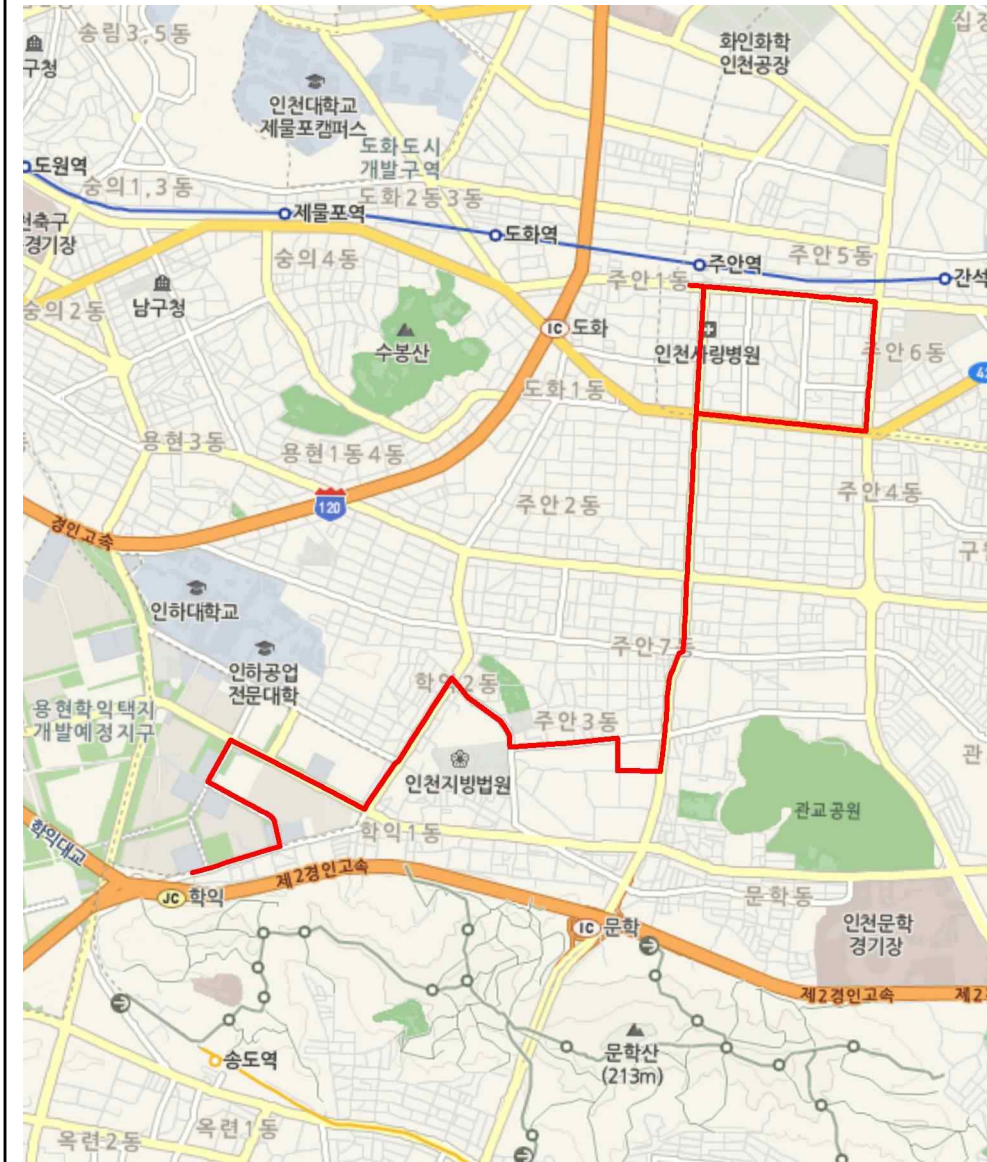 송림3,5동
구청
인천대학교
제물포캠퍼스
화인화학
인천공장
도화도시
개발구역
도원역
숭의1,3동
도화2동3동
제물포역
도화역
경기장
숭의4동
주안역
주안5동
간석
주안1동
남구청
숭의2동
수봉산
IC 도화
인천사랑병원
주안6동
도화1동
용현3동
용현1동4동
120
주안2동
주안4동
경인고속
인하대학교
인하공업
전문대학
주안7동
학익2동
용현학익택지
개발예정지구
주안3동
관
인천지방법원
관교공원
학익1동
학익대교
제2경인고속
JC 학익
문학동
IC 문학
인천문학
경기장
제2경인고속
제2
송도역
문학산
(213m)
옥련2동
옥련1동